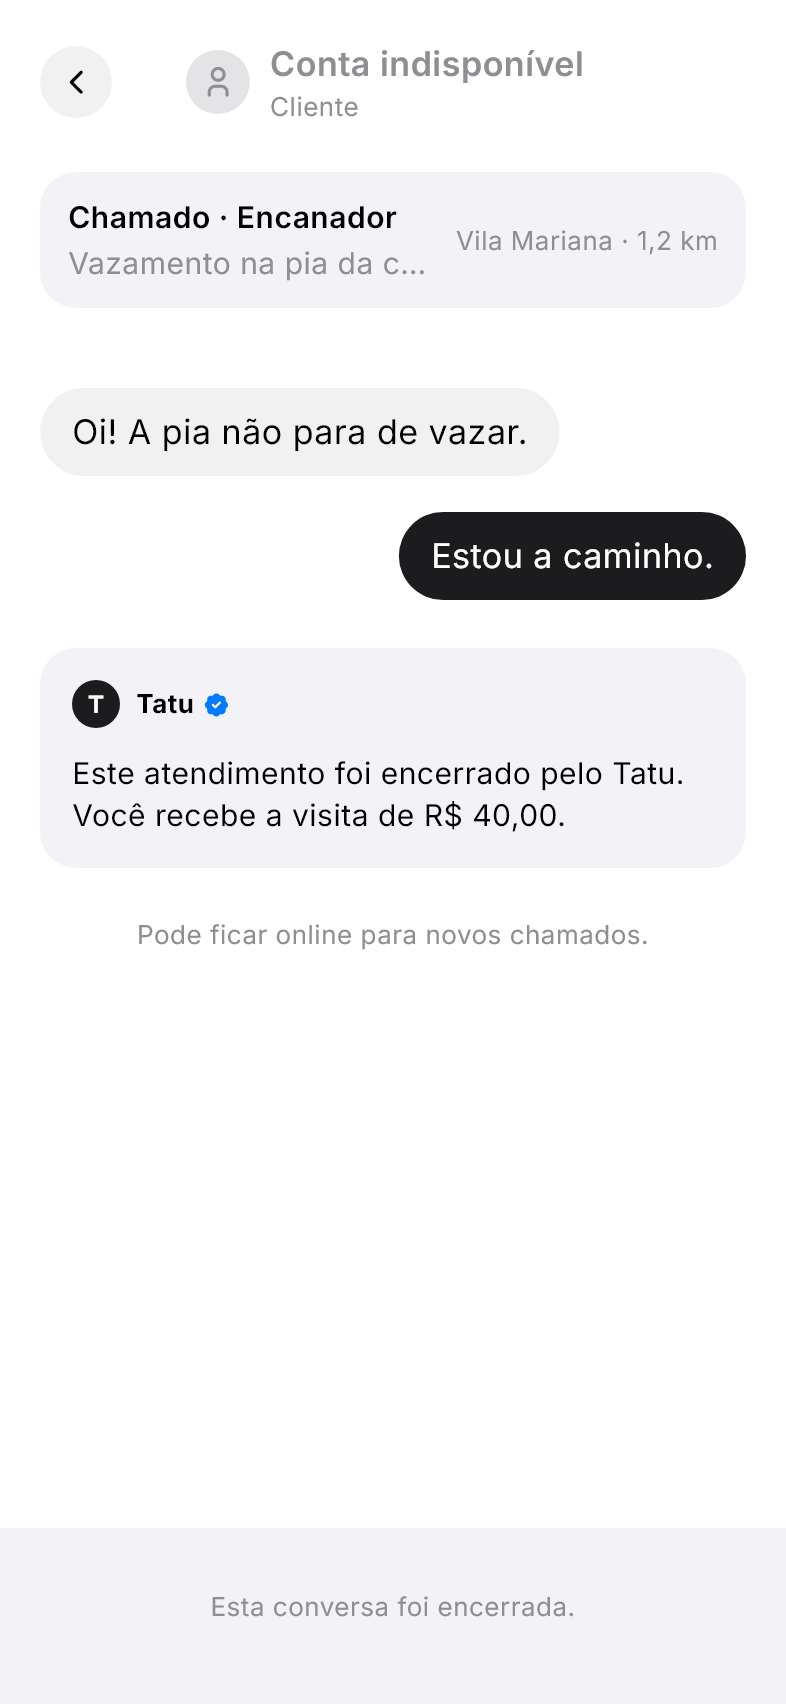 Conta indisponível
Cliente
Chamado · Encanador
Vazamento na pia da c...
Vila Mariana · 1,2 km
Oi! A pia não para de vazar.
Estou a caminho.
T Tatu
Este atendimento foi encerrado pelo Tatu.
Você recebe a visita de R$ 40,00.
Pode ficar online para novos chamados.
Esta conversa foi encerrada.